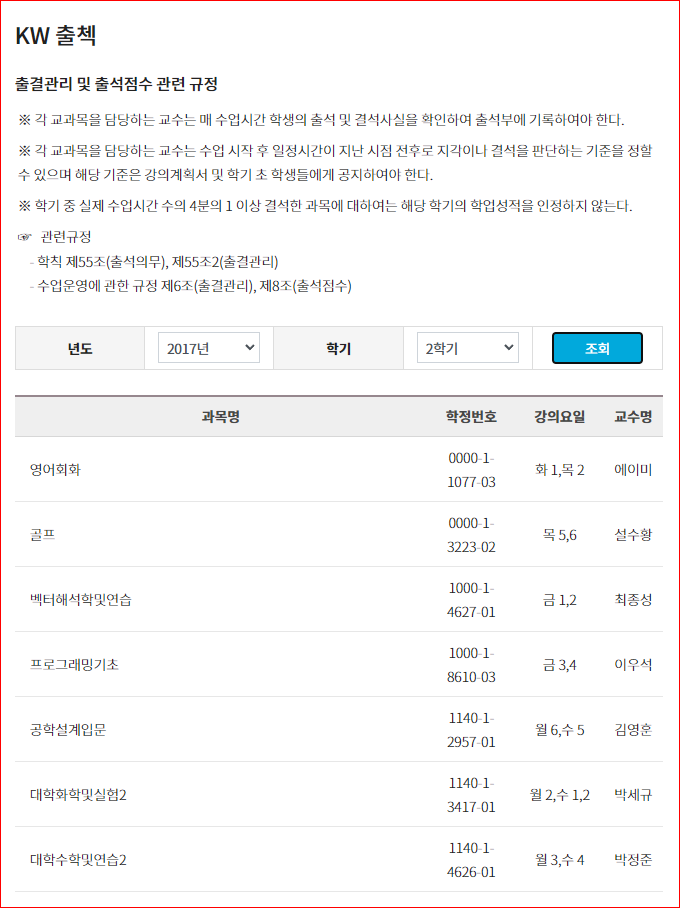 KW 출첵
출결관리 및 출석점수 관련 규정
※ 각 교과목을 담당하는 교수는 매 수업시간 학생의 출석 및 결석사실을 확인하여 출석부에 기록하여야 한다.
※ 각 교과목을 담당하는 교수는 수업 시작 후 일정시간이 지난 시점 전후로 지각이나 결석을 판단하는 기준을 정할
수 있으며 해당 기준은 강의계획서 및 학기 초 학생들에게 공지하여야 한다.
※ 학기 중 실제 수업시간 수의 4분의 1 이상 결석한 과목에 대하여는 해당 학기의 학업성적을 인정하지 않는다.
☞ 관련규정
- 학칙 제55조(출석의무), 제55조2(출결관리)
- 수업운영에 관한 규정 제6조(출결관리), 제8조(출석점수)
년도 2017년 학기 2학기 조회
과목명 학정번호 강의요일 교수명
영어회화 0000-1-
1077-03 화 1,목 2 에이미
골프 0000-1-
3223-02 목 5,6 설수황
벡터해석학및연습 1000-1-
4627-01 금 1,2 최종성
프로그래밍기초 1000-1-
8610-03 금 3,4 이우석
공학설계입문 1140-1-
2957-01 월 6,수 5 김영훈
대학화학및실험2 1140-1-
3417-01 월 2,수 1,2 박세규
대학수학및연습2 1140-1-
4626-01 월 3,수 4 박정준